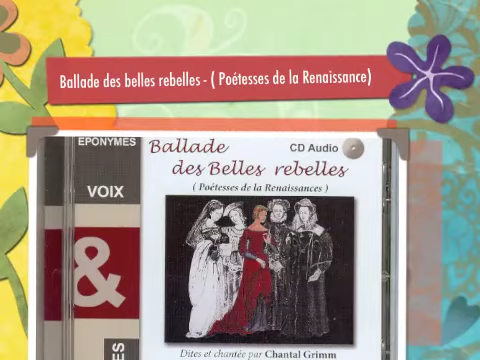 Ballade des belles rebelles - ( Poétesses de la Renaissance)
EPONYMES
VOIX
&
ES
Ballade
CD Audio
des Belles rebelles
( Poétesses de la Renaissances )
Dites et chantée par Chantal Grimm